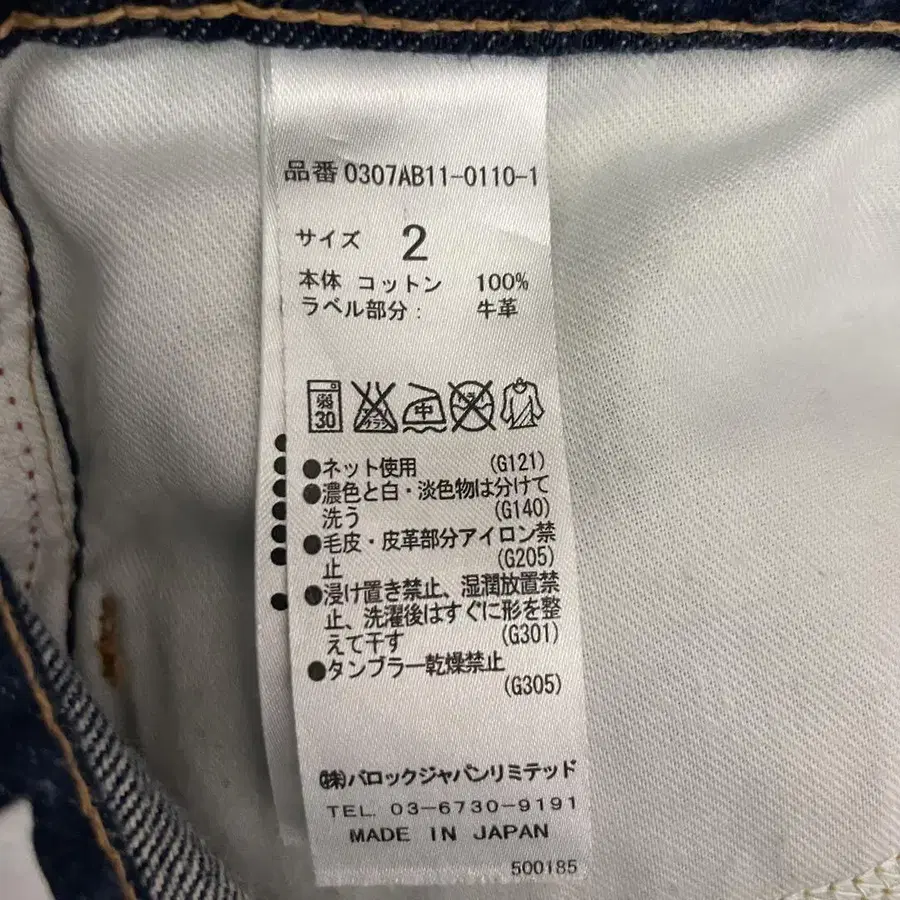 品番 0307AB11-0110-1
サイズ 2
本体 コットン 100%
ラベル部分: 牛革
弱
30
中
●ネット使用 (G121)
●濃色と白・淡色物は分けて
洗う (G140)
●毛皮・皮革部分アイロン禁
止 (G205)
●浸け置き禁止、湿潤放置禁
止、洗濯後はすぐに形を整
えて干す (G301)
●タンブラー乾燥禁止
(G305)
(株)バロックジャパンリミテッド
TEL. 03-6730-9191
MADE IN JAPAN
500185